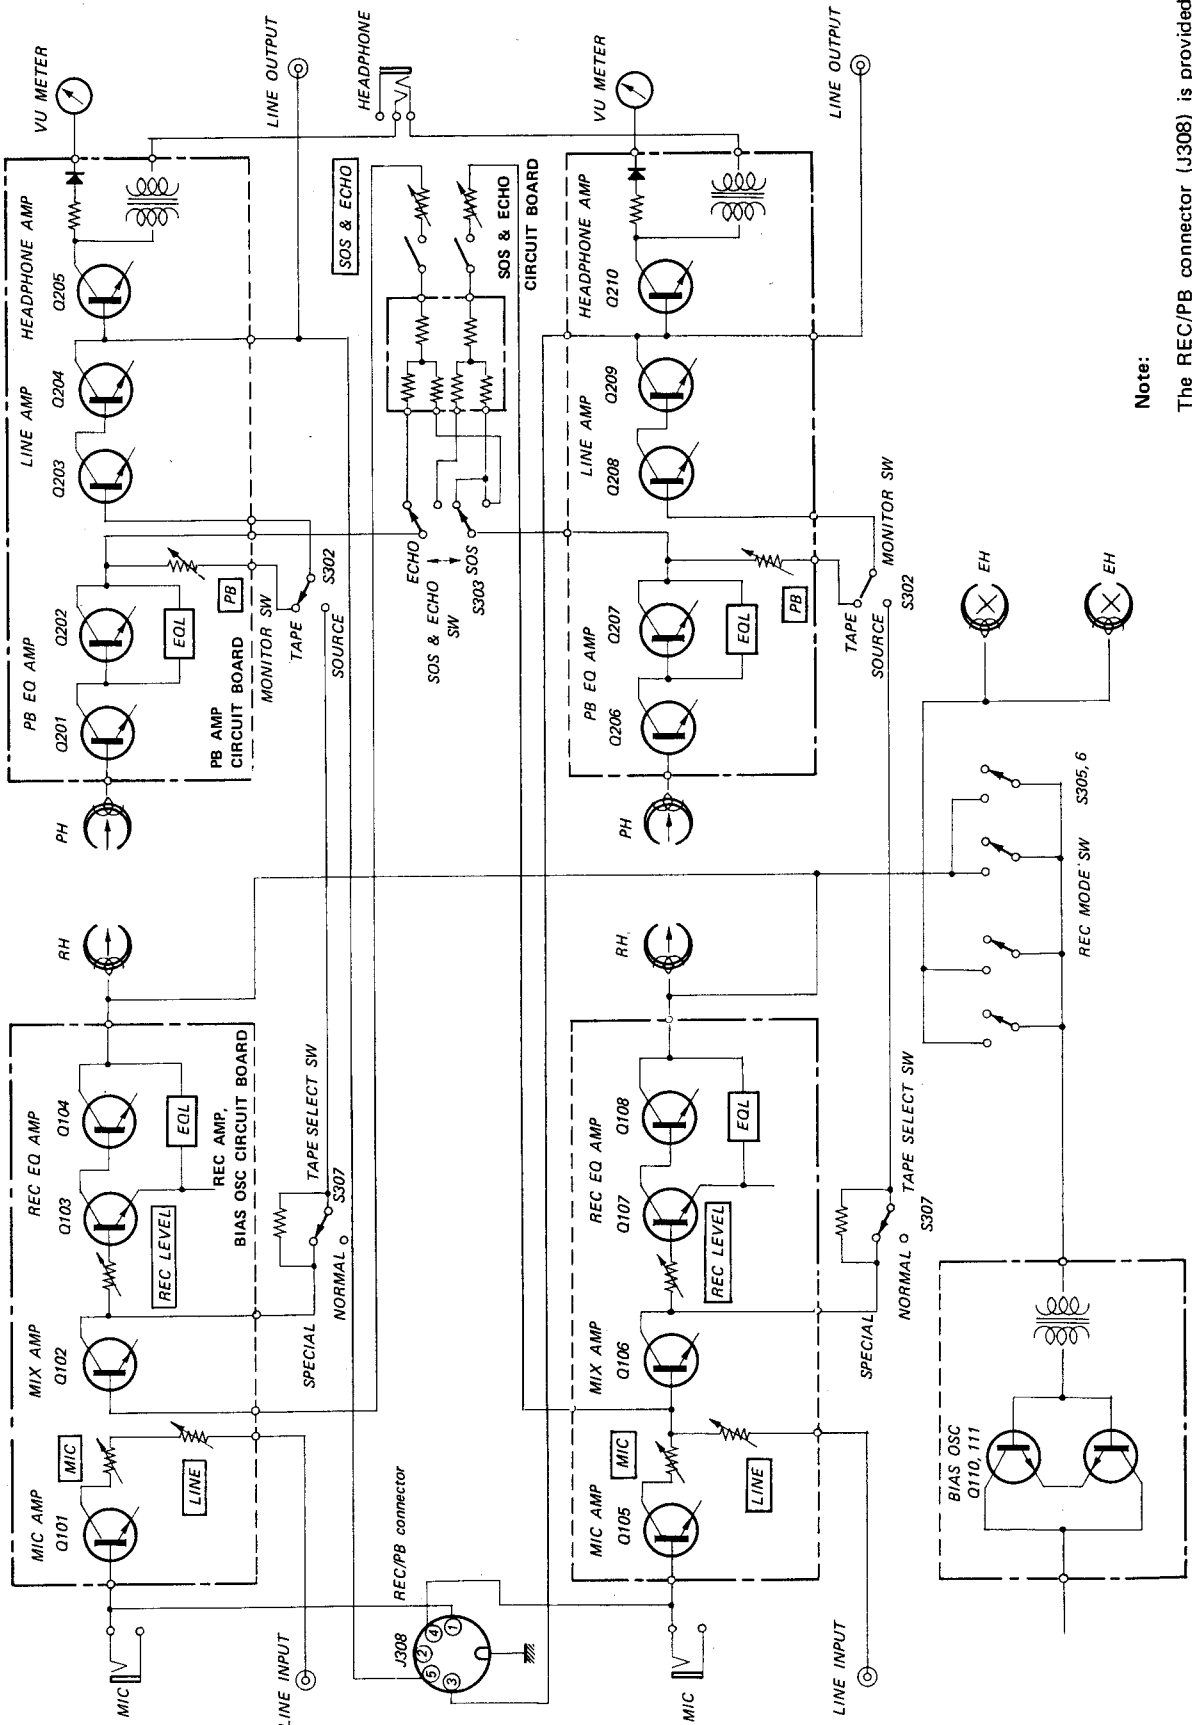 MIC
MIC AMP
Q101
MIC
LINE
LINE INPUT
MIX AMP
Q102
REC LEVEL
REC EQ AMP
Q103
Q104
EQL
REC AMP,
BIAS OSC CIRCUIT BOARD
SPECIAL
NORMAL
S307
TAPE SELECT SW
RH
PH
PB EQ AMP
Q201
Q202
EQL
PB
PB AMP
CIRCUIT BOARD
MONITOR SW
TAPE
SOURCE
S302
LINE AMP
Q203
Q204
HEADPHONE AMP
Q205
VU METER
LINE OUTPUT
HEADPHONE
REC/PB connector
J308
5
2
4
3
1
ECHO
SOS & ECHO
SW
SOS
S303
SOS & ECHO
SOS & ECHO
CIRCUIT BOARD
MIC
MIC AMP
Q105
MIC
LINE
LINE INPUT
MIX AMP
Q106
REC LEVEL
REC EQ AMP
Q107
Q108
EQL
SPECIAL
NORMAL
S307
TAPE SELECT SW
RH
PH
PB EQ AMP
Q206
Q207
EQL
PB
TAPE
SOURCE
S302
MONITOR SW
LINE AMP
Q208
Q209
HEADPHONE AMP
Q210
VU METER
LINE OUTPUT
BIAS OSC
Q110, 111
REC MODE SW
S305, 6
EH
EH
Note:
The REC/PB connector (J308) is provided